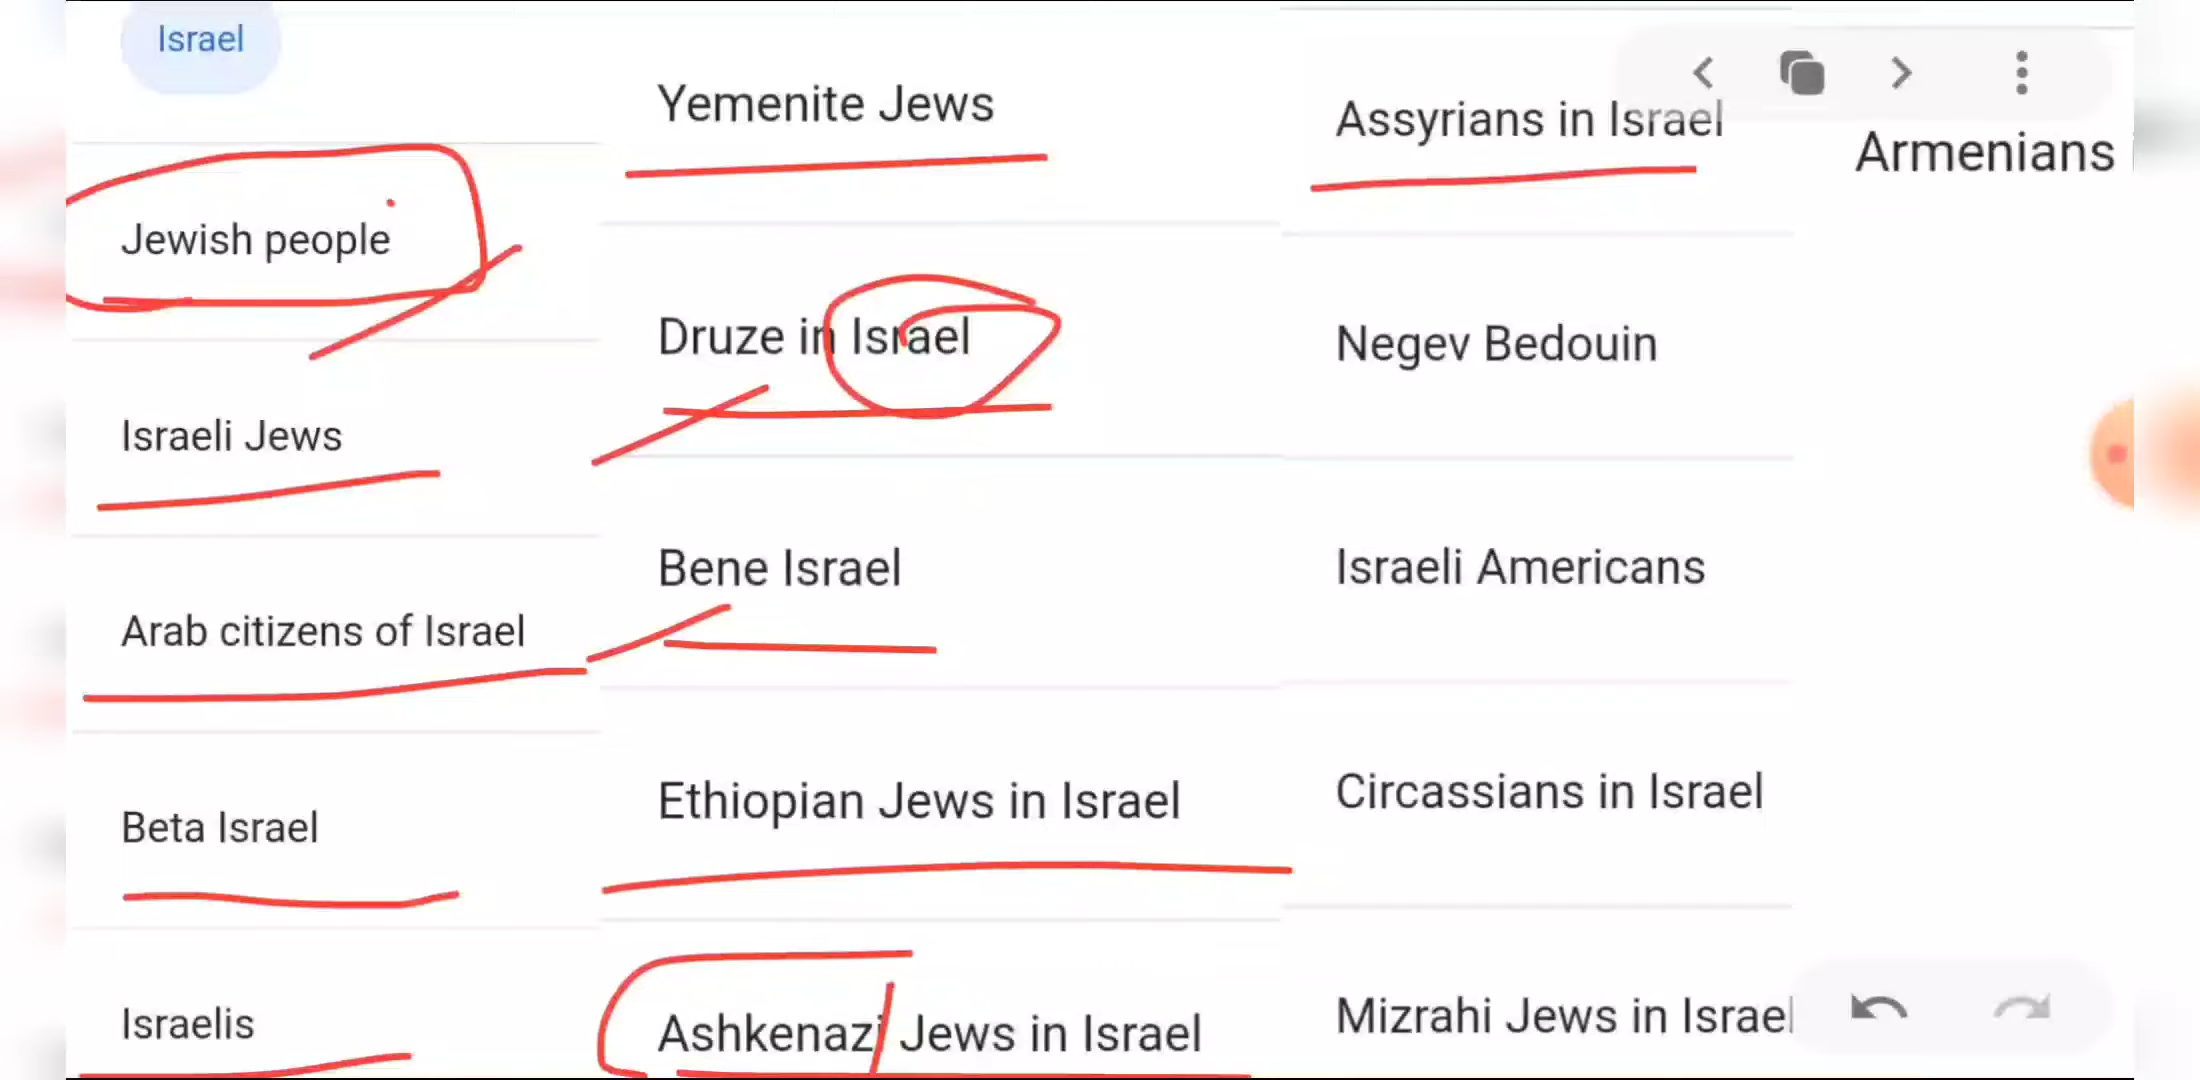 Israel
Jewish people
Israeli Jews
Arab citizens of Israel
Beta Israel
Israelis
Yemenite Jews
Druze in Israel
Bene Israel
Ethiopian Jews in Israel
Ashkenazi Jews in Israel
Assyrians in Israel
Negev Bedouin
Israeli Americans
Circassians in Israel
Mizrahi Jews in Israel
Armenians